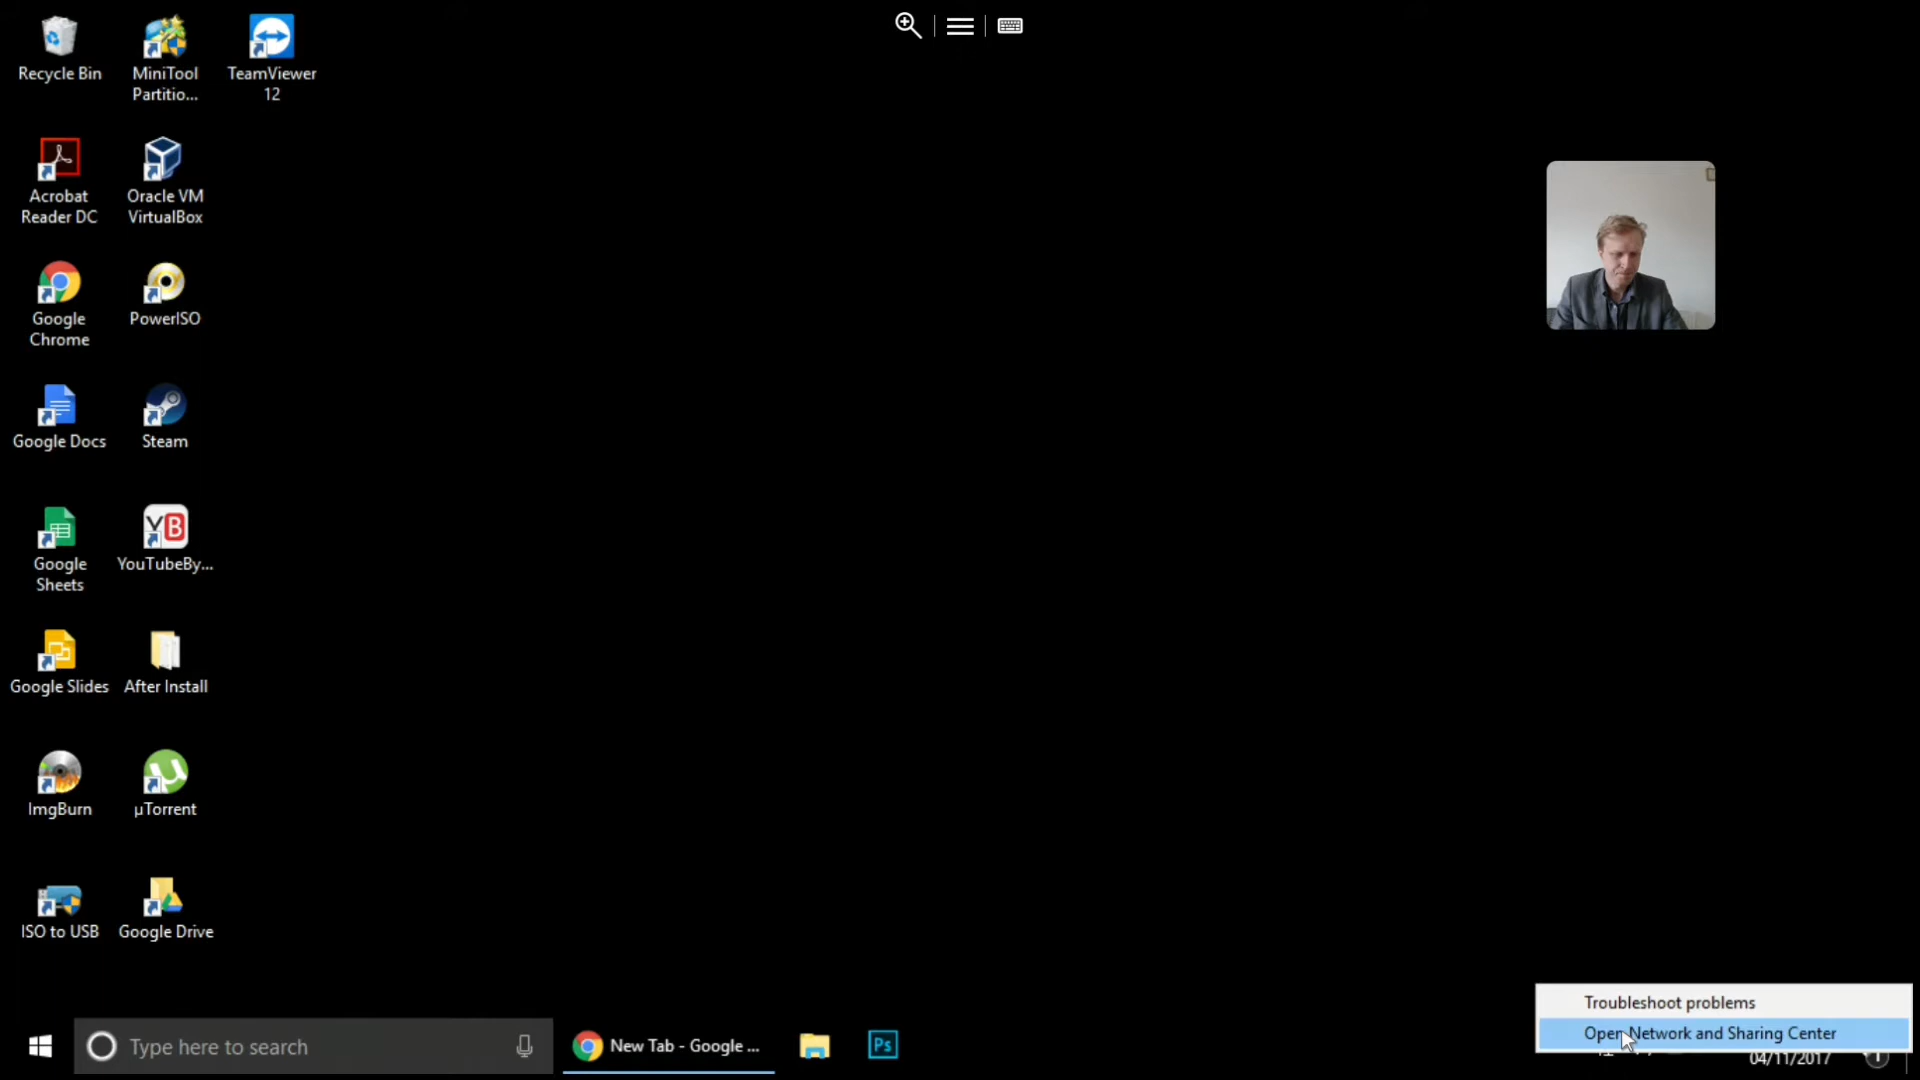 Recycle Bin
MiniTool
Partitio...
TeamViewer
12
Acrobat
Reader DC
Oracle VM
VirtualBox
Google
Chrome
PowerISO
Google Docs
Steam
Google
Sheets
YouTubeBy...
Google Slides
After Install
ImgBurn
µTorrent
ISO to USB
Google Drive
Troubleshoot problems
Open Network and Sharing Center
Type here to search
New Tab - Google ...
Ps
04/11/2017